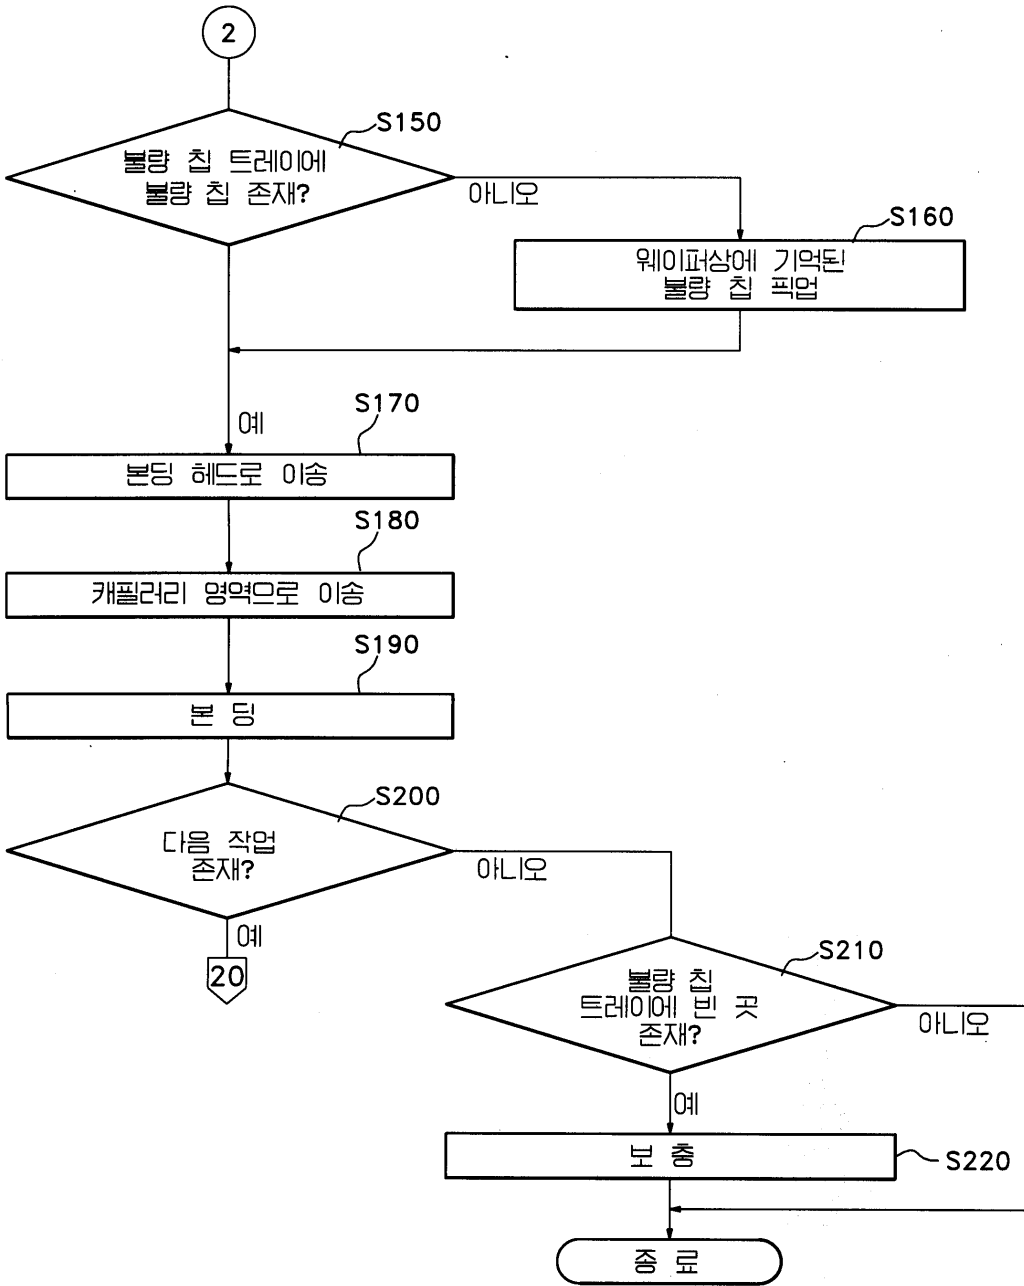 2
S150
불량 칩 트레이에
불량 칩 존재?
아니오
S160
웨이퍼상에 기억된
불량 칩 픽업
예
S170
본딩 헤드로 이송
S180
캐필러리 영역으로 이송
S190
본 딩
S200
다음 작업
존재?
아니오
예
20
S210
불량 칩
트레이에 빈 곳
존재?
아니오
예
보 충
S220
종 료